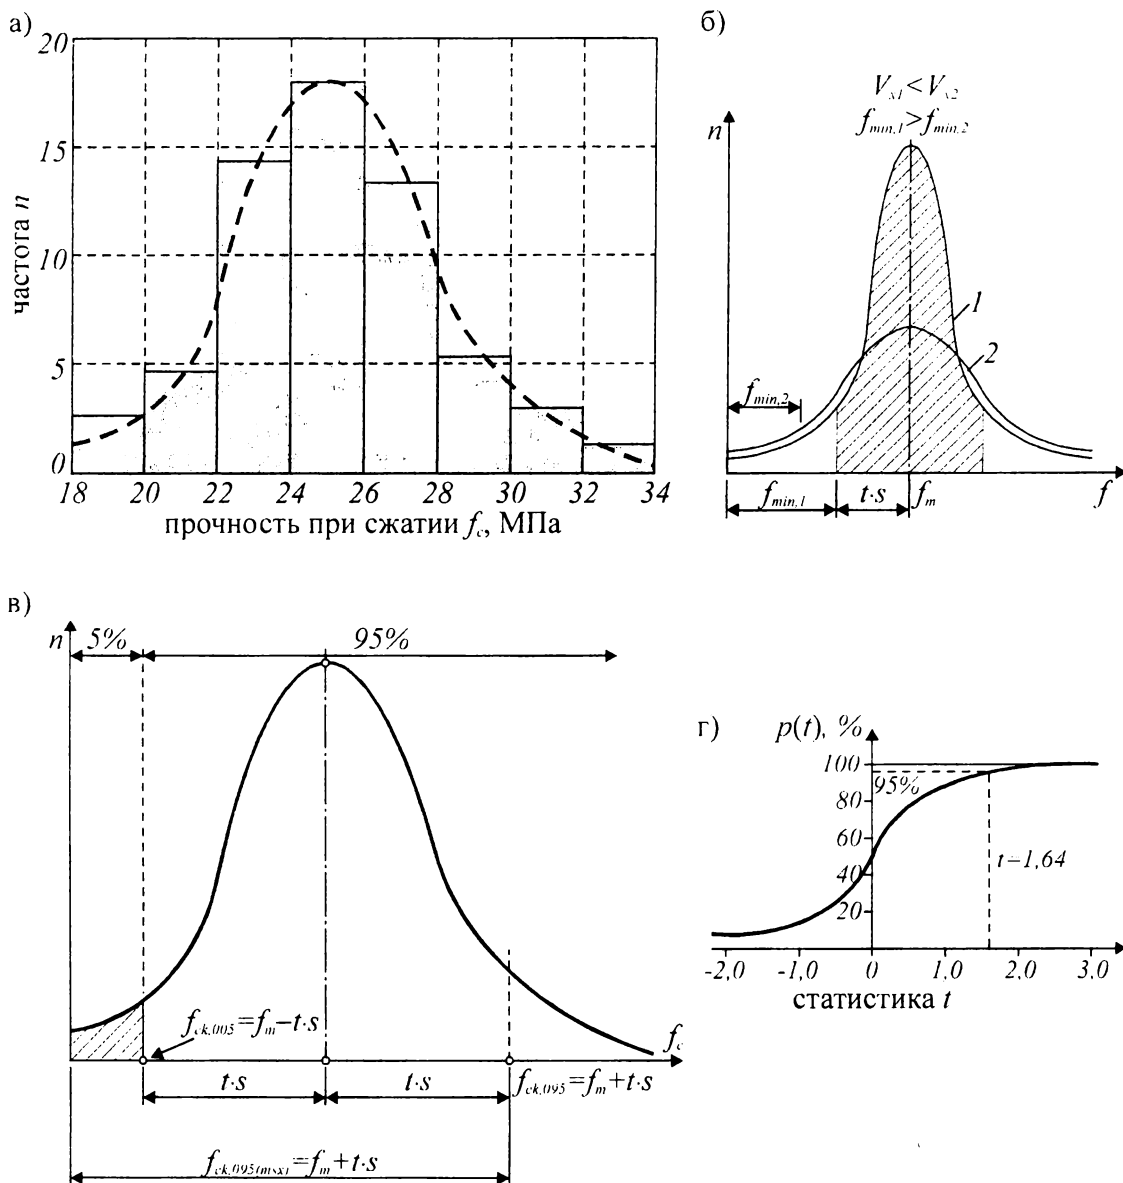 а)
20
15
10
5
0
частота n
18 20 22 24 26 28 30 32 34
прочность при сжатии f_c, МПа
б)
V_s1<V_s2
f_min,1>f_min,2
n
1
2
f_min,2
f_min,1
t·s
f_m
f
в)
n
5%
95%
f_ck,005=f_m−t·s
f_c
t·s
t·s
f_ck,095=f_m+t·s
f_ck,095(max)=f_m+t·s
г)
p(t), %
100
95%
80
60
40
20
t=1,64
-2,0 -1,0 0 1,0 2,0 3,0
статистика t